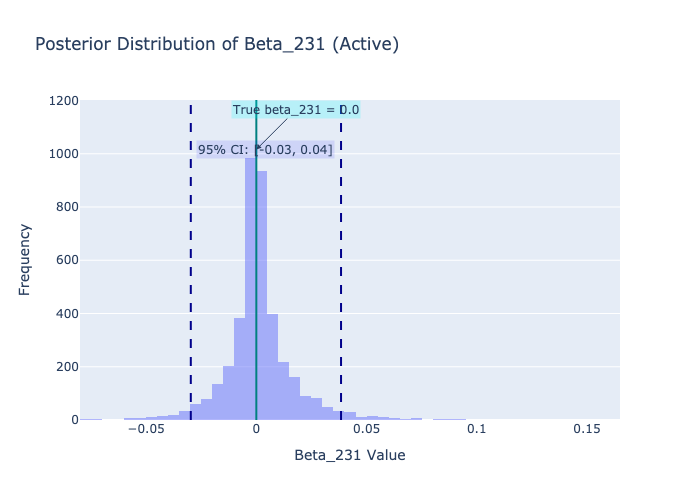 Posterior Distribution of Beta_231 (Active)
True beta_231 = 0.0
95% CI: [-0.03, 0.04]
1200
1000
800
600
400
200
0
Frequency
−0.05 0 0.05 0.1 0.15
Beta_231 Value